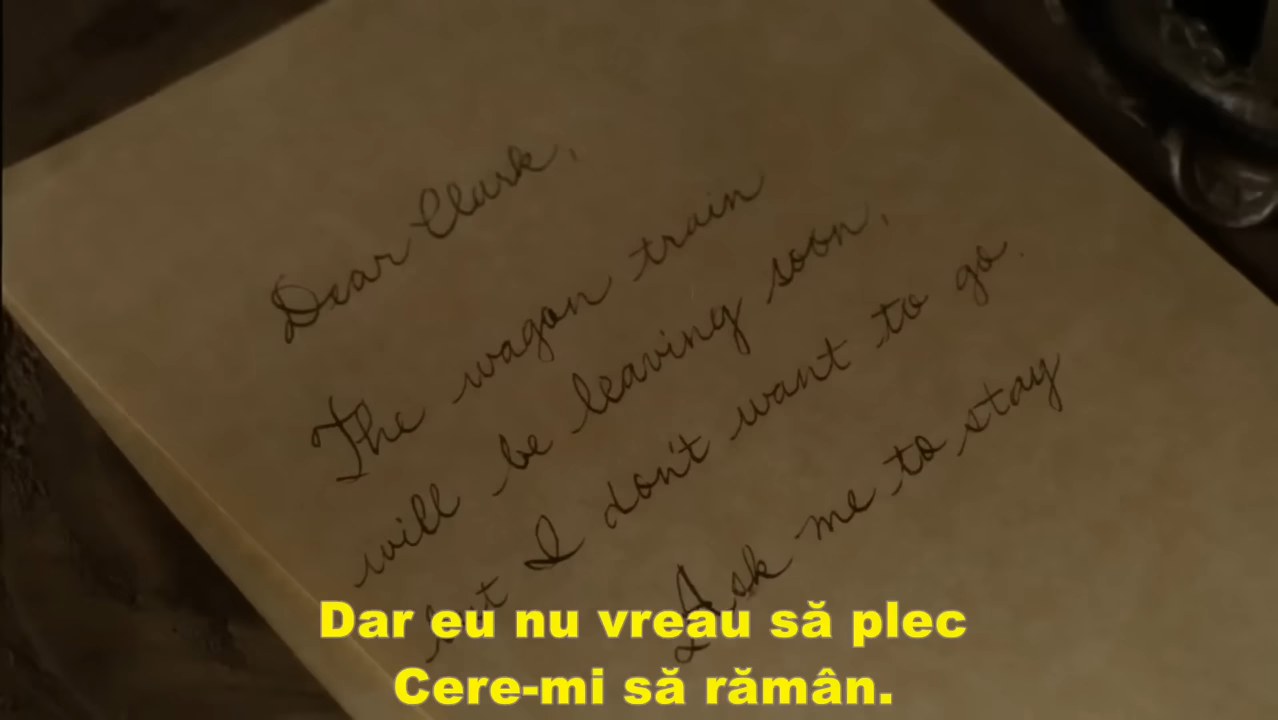 Dear Clark,
The wagon train
will be leaving soon,
but I don't want to go.
Ask me to stay
Dar eu nu vreau să plec
Cere-mi să rămân.